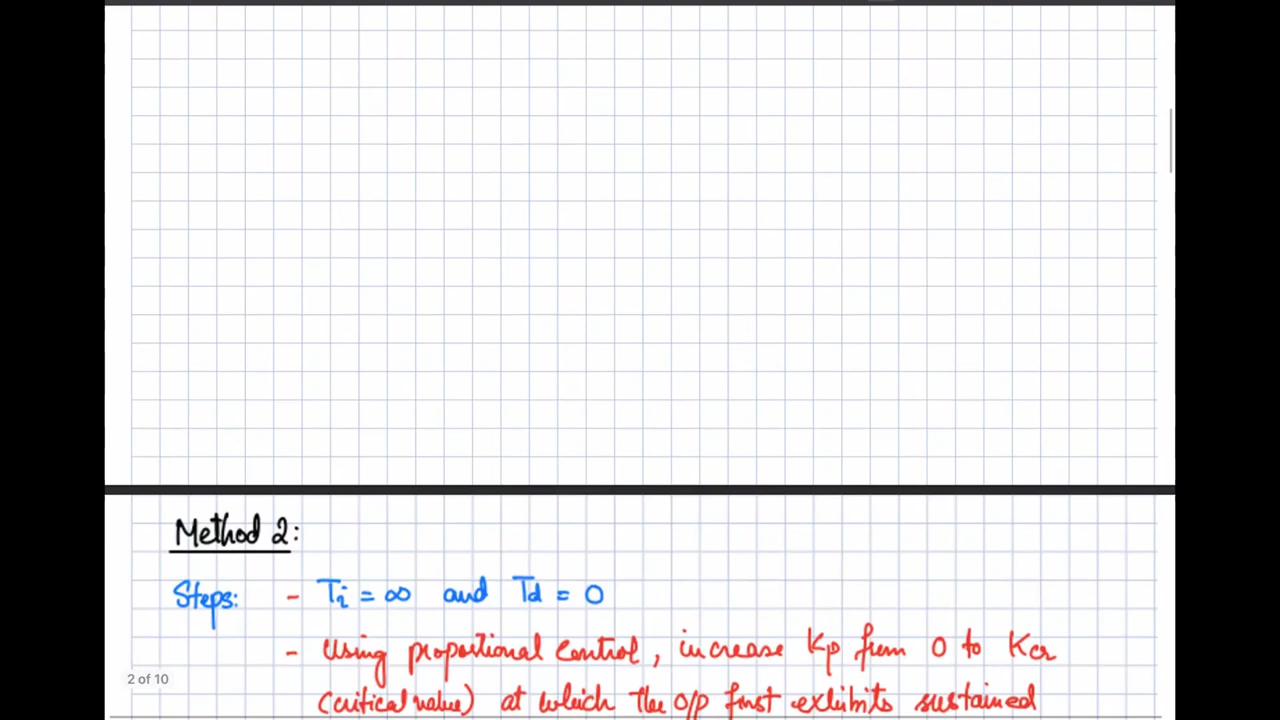 Method 2:
Steps: - Ti = ∞ and Td = 0
- Using proportional control, increase Kp from 0 to Kcr
(critical value) at which the o/p first exhibits sustained
2 of 10